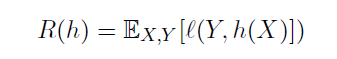 R(h) = 𝔼_{X,Y}[ℓ(Y, h(X)])